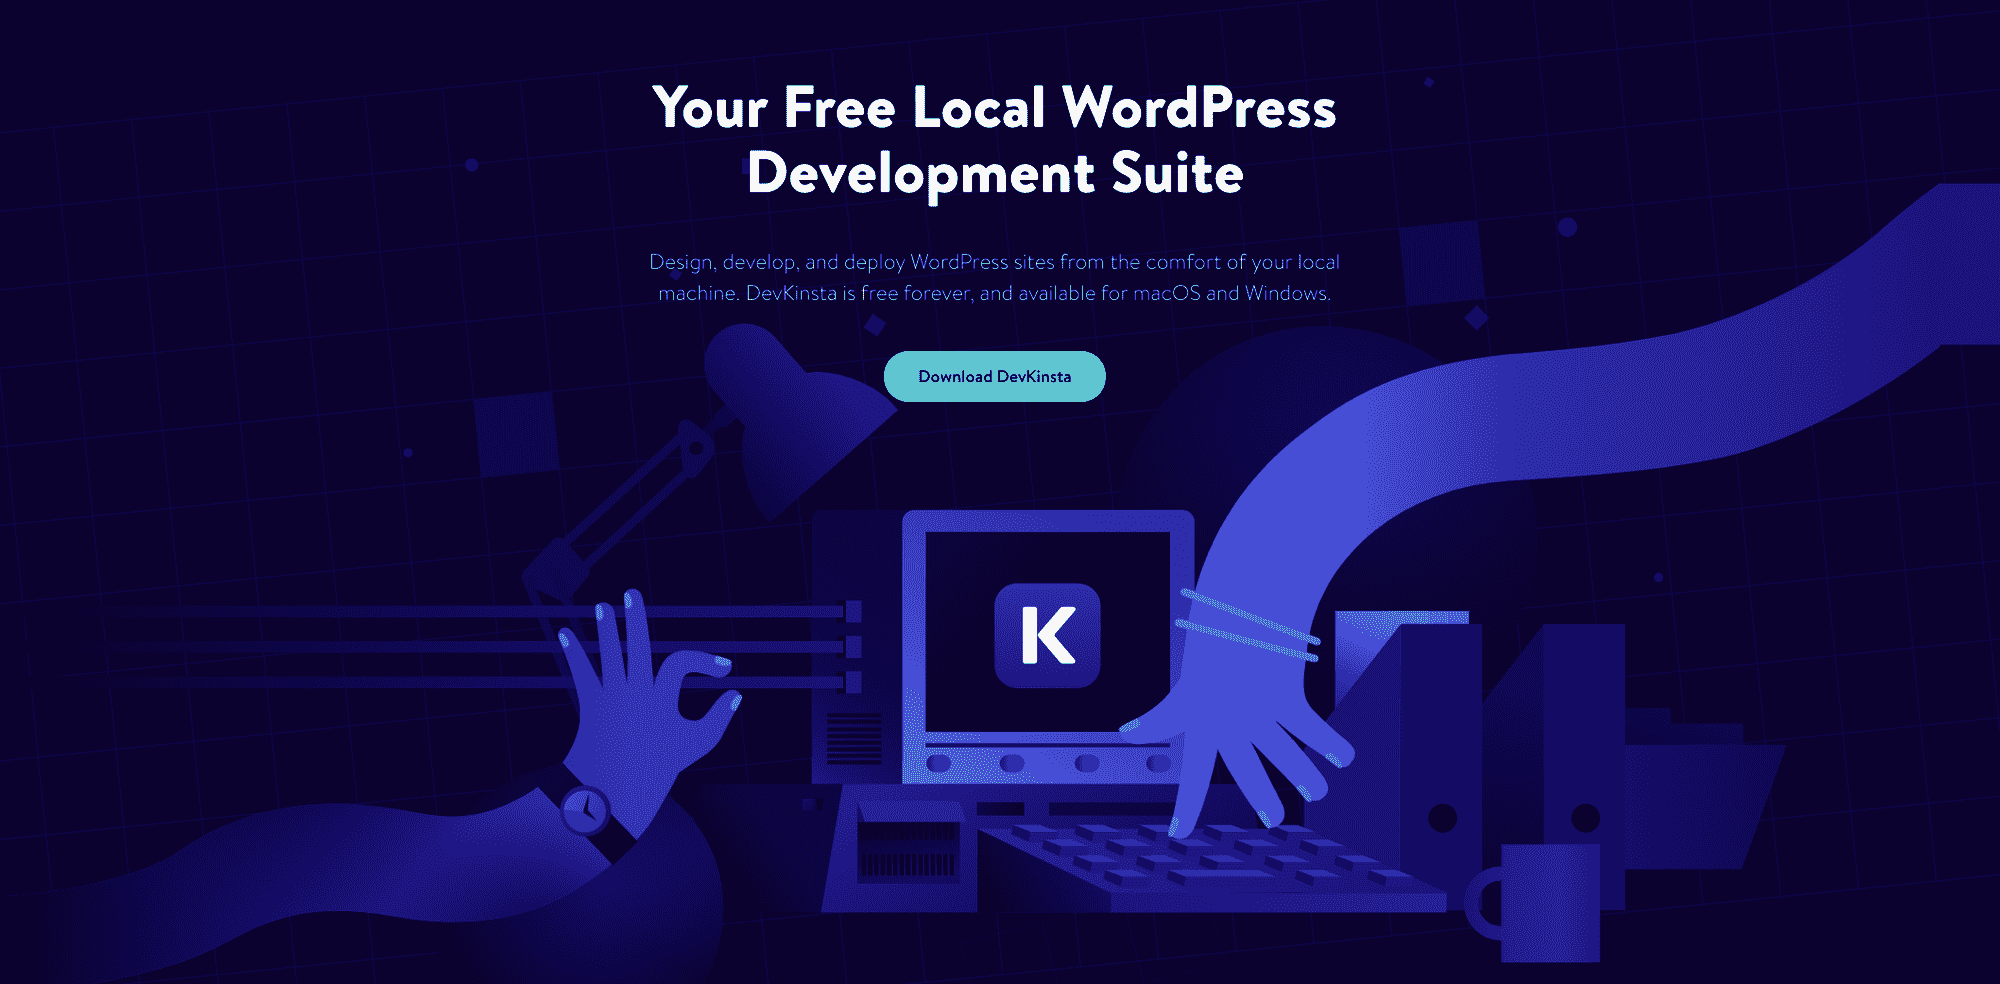 Your Free Local WordPress
Development Suite
Design, develop, and deploy WordPress sites from the comfort of your local
machine. DevKinsta is free forever, and available for macOS and Windows.
Download DevKinsta
K